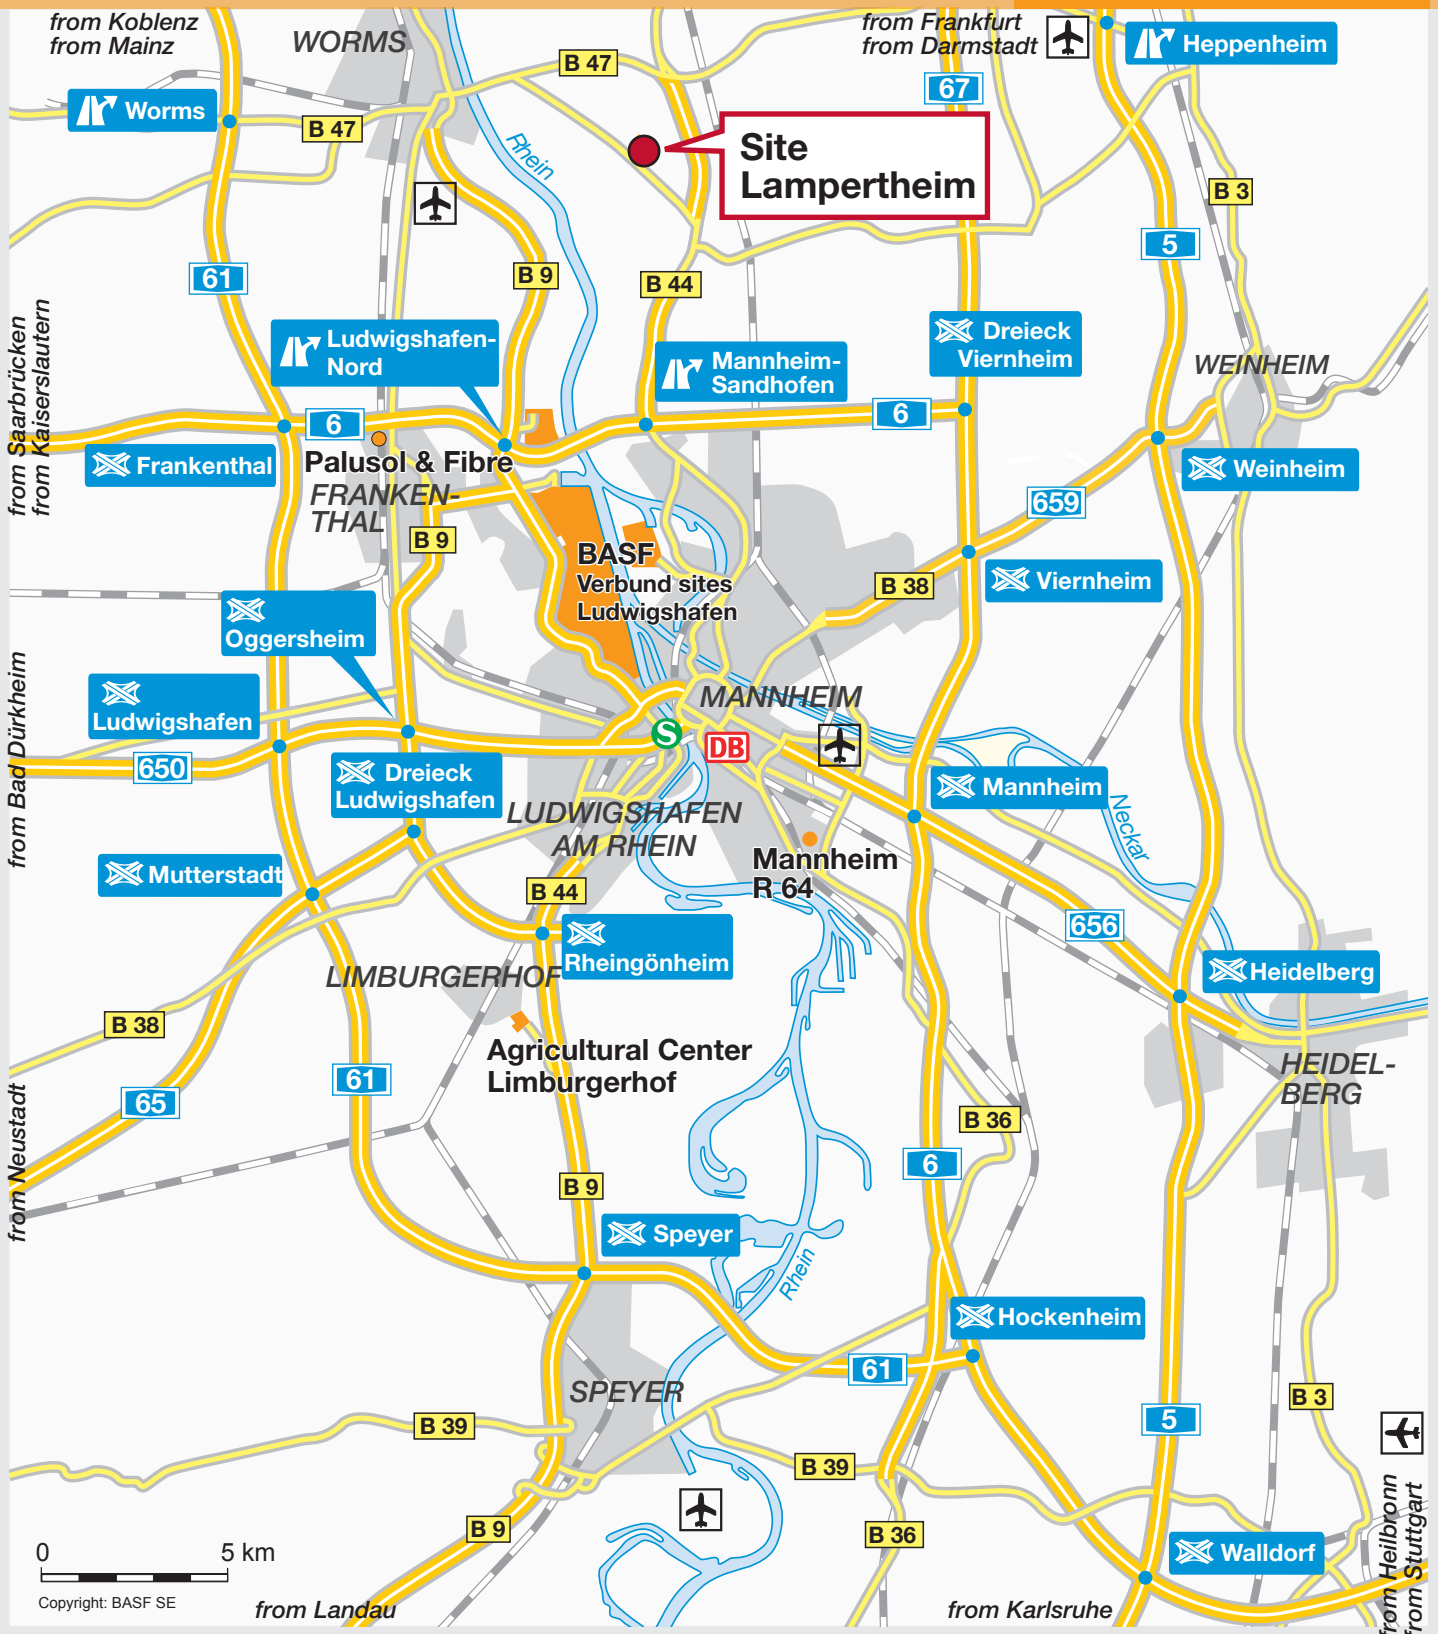 from Koblenz
from Mainz
WORMS
B 47
from Frankfurt
from Darmstadt
Heppenheim
67
Worms
B 47
Rhein
Site
Lampertheim
B 3
5
61
B 9
B 44
from Saarbrücken
from Kaiserslautern
Ludwigshafen-
Nord
Mannheim-
Sandhofen
Dreieck
Viernheim
WEINHEIM
6
6
Frankenthal
Palusol & Fibre
FRANKEN-
THAL
Weinheim
659
B 9
BASF
Verbund sites
Ludwigshafen
B 38
Viernheim
Oggersheim
from Bad Dürkheim
Ludwigshafen
MANNHEIM
S
DB
650
Dreieck
Ludwigshafen
Mannheim
LUDWIGSHAFEN
AM RHEIN
Neckar
Mannheim
R 64
Mutterstadt
B 44
656
Rheingönheim
LIMBURGERHOF
Heidelberg
B 38
Agricultural Center
Limburgerhof
HEIDEL-
BERG
61
65
from Neustadt
B 36
6
B 9
Speyer
Rhein
Hockenheim
61
SPEYER
B 39
B 3
5
B 39
B 9
B 36
Walldorf
from Heilbronn
from Stuttgart
0 5 km
Copyright: BASF SE
from Landau
from Karlsruhe